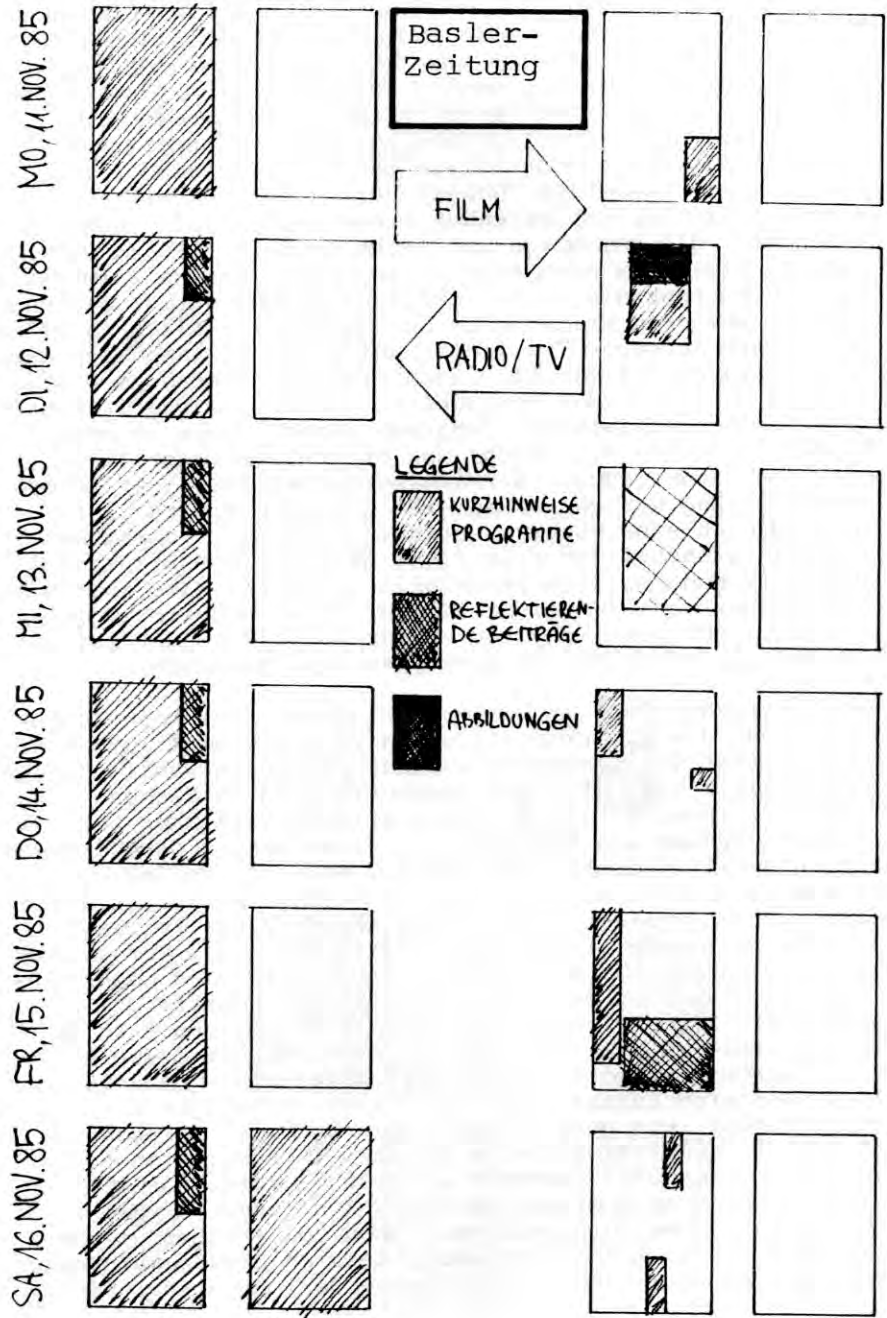 MO, 11. NOV. 85
Basler-
Zeitung
FILM
DI, 12. NOV. 85
RADIO/TV
MI, 13. NOV. 85
LEGENDE
KURZHINWEISE
PROGRAMME
REFLEKTIEREN-
DE BEITRÄGE
ABBILDUNGEN
DO, 14. NOV. 85
FR, 15. NOV. 85
SA, 16. NOV. 85